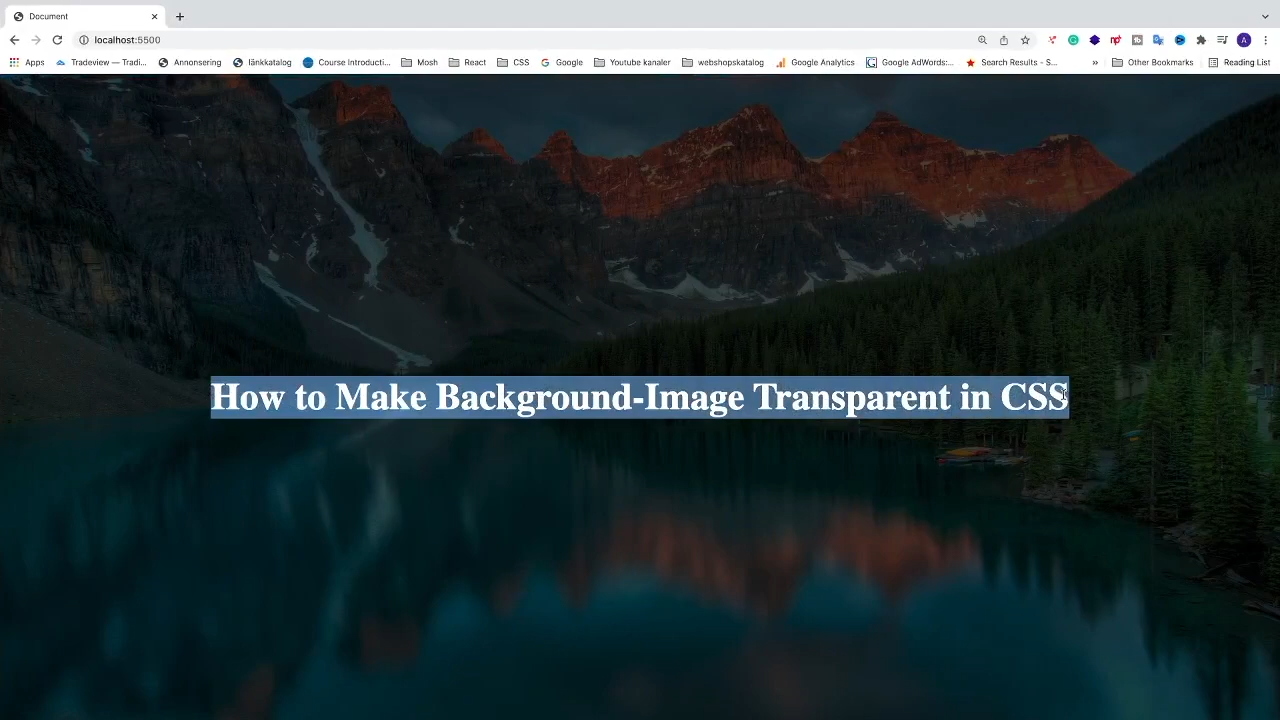 Document
localhost:5500
A
Apps Tradeview – Tradi... Annonsering länkkatalog Course Introducti... Mosh React CSS Google Youtube kanaler webshopskatalog Google Analytics Google AdWords:... Search Results - S... » Other Bookmarks Reading List
How to Make Background-Image Transparent in CSS